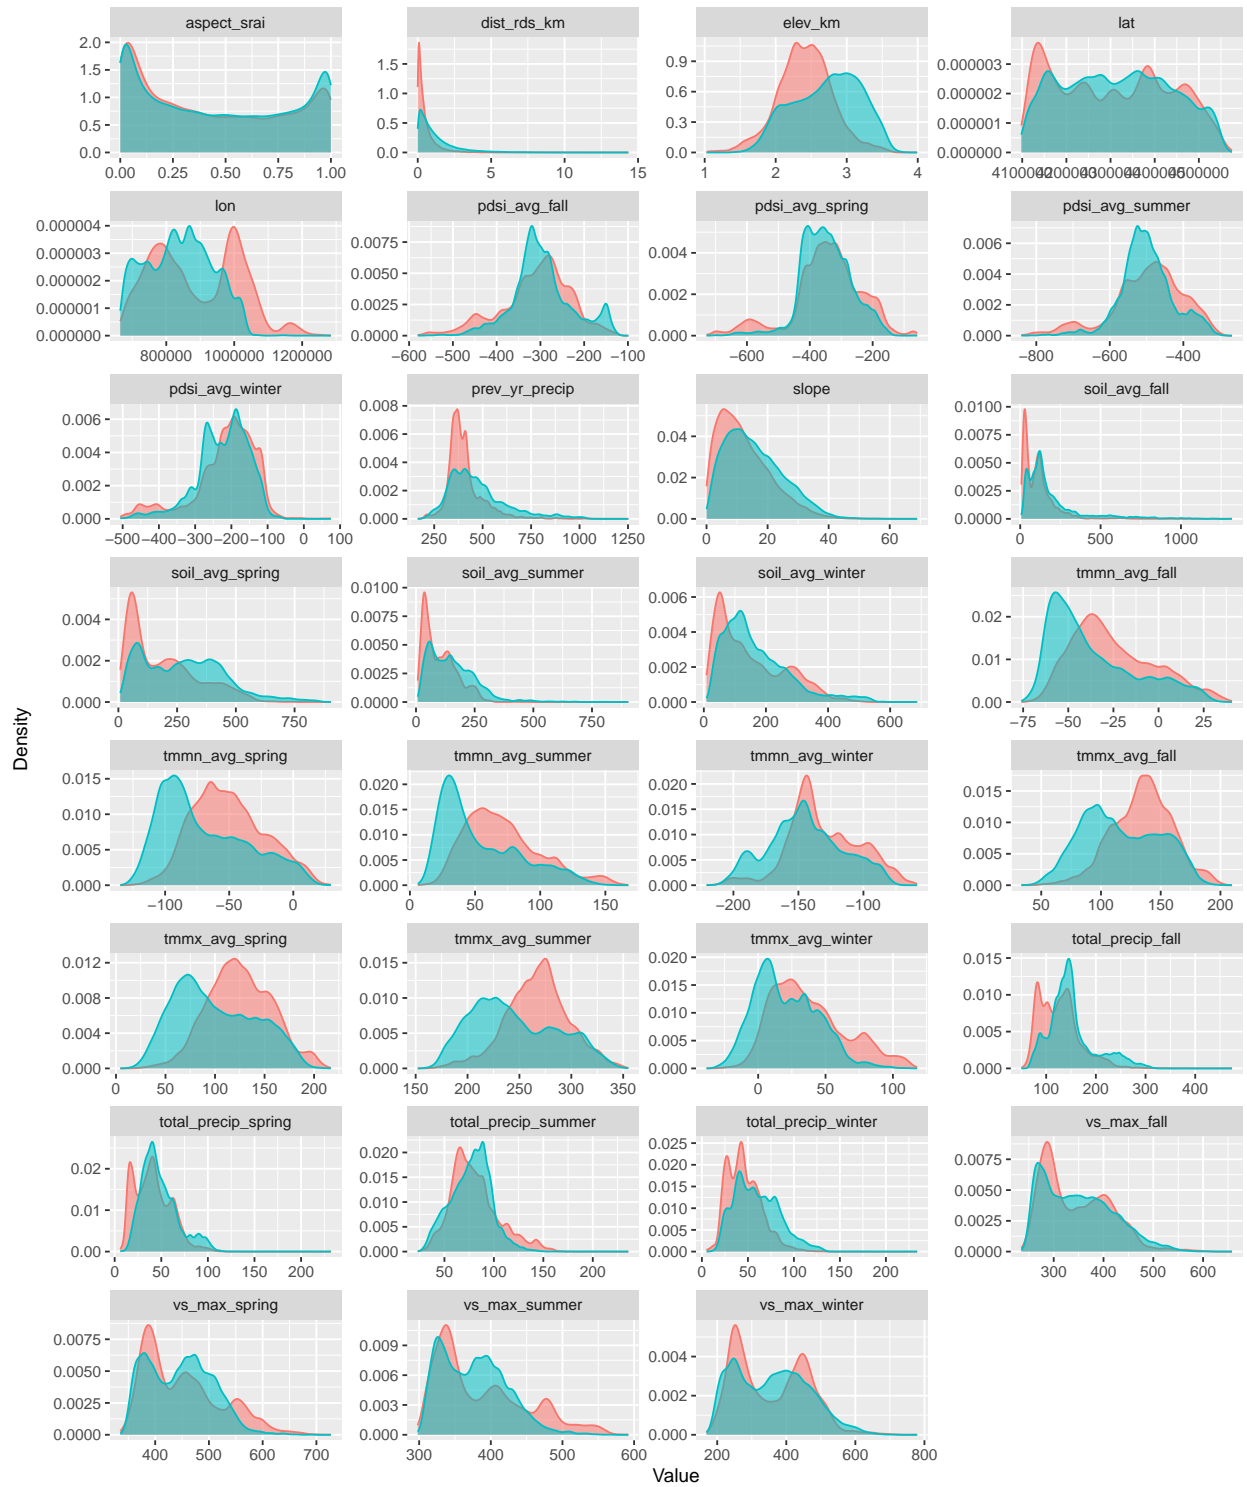 aspect_srai dist_rds_km elev_km lat
2.0 1.5 1.0 0.5 0.0
1.5 1.0 0.5 0.0
0.9 0.6 0.3 0.0
0.000003 0.000002 0.000001 0.000000
0.00 0.25 0.50 0.75 1.00
0 5 10 15
1 2 3 4
4100000 4200000 4300000 4400000 4500000
lon pdsi_avg_fall pdsi_avg_spring pdsi_avg_summer
0.000004 0.000003 0.000002 0.000001 0.000000
0.0075 0.0050 0.0025 0.0000
0.004 0.002 0.000
0.006 0.004 0.002 0.000
800000 1000000 1200000
−600 −500 −400 −300 −200 −100
−600 −400 −200
−800 −600 −400
pdsi_avg_winter prev_yr_precip slope soil_avg_fall
0.006 0.004 0.002 0.000
0.008 0.006 0.004 0.002 0.000
0.04 0.02 0.00
0.0100 0.0075 0.0050 0.0025 0.0000
−500 −400 −300 −200 −100 0 100
250 500 750 1000 1250
0 20 40 60
0 500 1000
soil_avg_spring soil_avg_summer soil_avg_winter tmmn_avg_fall
0.004 0.002 0.000
0.0100 0.0075 0.0050 0.0025 0.0000
0.006 0.004 0.002 0.000
0.02 0.01 0.00
0 250 500 750
0 250 500 750
0 200 400 600
−75 −50 −25 0 25
tmmn_avg_spring tmmn_avg_summer tmmn_avg_winter tmmx_avg_fall
0.015 0.010 0.005 0.000
0.020 0.015 0.010 0.005 0.000
0.020 0.015 0.010 0.005 0.000
0.015 0.010 0.005 0.000
−100 −50 0
0 50 100 150
−200 −150 −100
50 100 150 200
tmmx_avg_spring tmmx_avg_summer tmmx_avg_winter total_precip_fall
0.012 0.008 0.004 0.000
0.015 0.010 0.005 0.000
0.020 0.015 0.010 0.005 0.000
0.015 0.010 0.005 0.000
0 50 100 150 200
150 200 250 300 350
0 50 100
100 200 300 400
total_precip_spring total_precip_summer total_precip_winter vs_max_fall
0.02 0.01 0.00
0.020 0.015 0.010 0.005 0.000
0.025 0.020 0.015 0.010 0.005 0.000
0.0075 0.0050 0.0025 0.0000
0 50 100 150 200
50 100 150 200
0 50 100 150 200
300 400 500 600
vs_max_spring vs_max_summer vs_max_winter
0.0075 0.0050 0.0025 0.0000
0.009 0.006 0.003 0.000
0.004 0.002 0.000
400 500 600 700
300 400 500 600
200 400 600 800
Density
Value